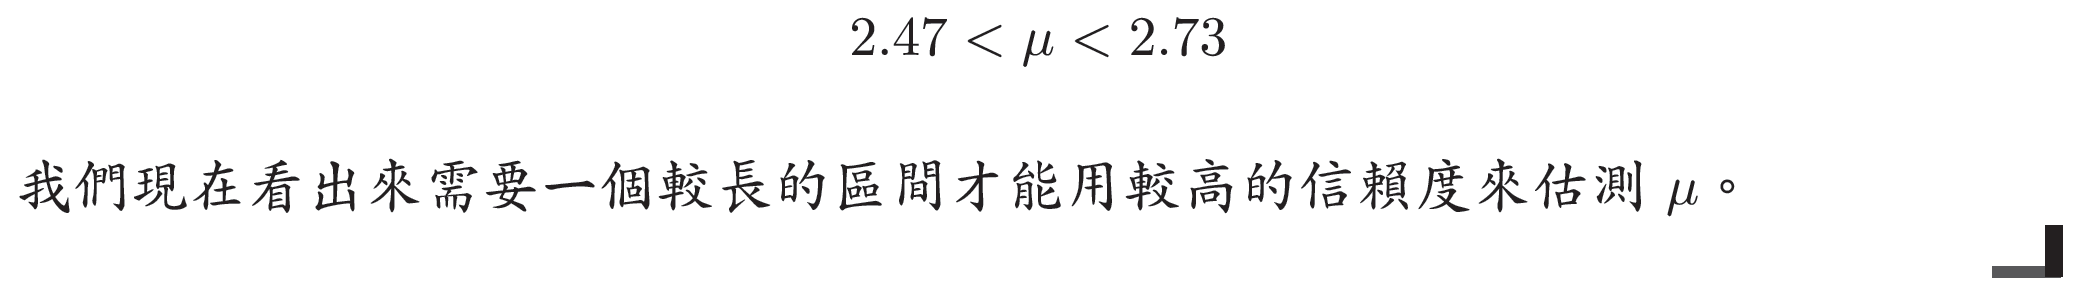 2.47 < μ < 2.73
我們現在看出來需要一個較長的區間才能用較高的信賴度來估測 μ。